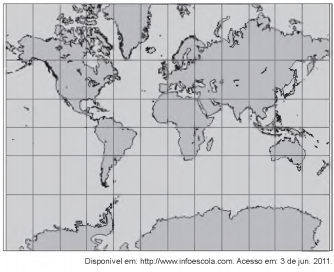 Disponível em: http://www.infoescola.com. Acesso em: 3 de jun. 2011.